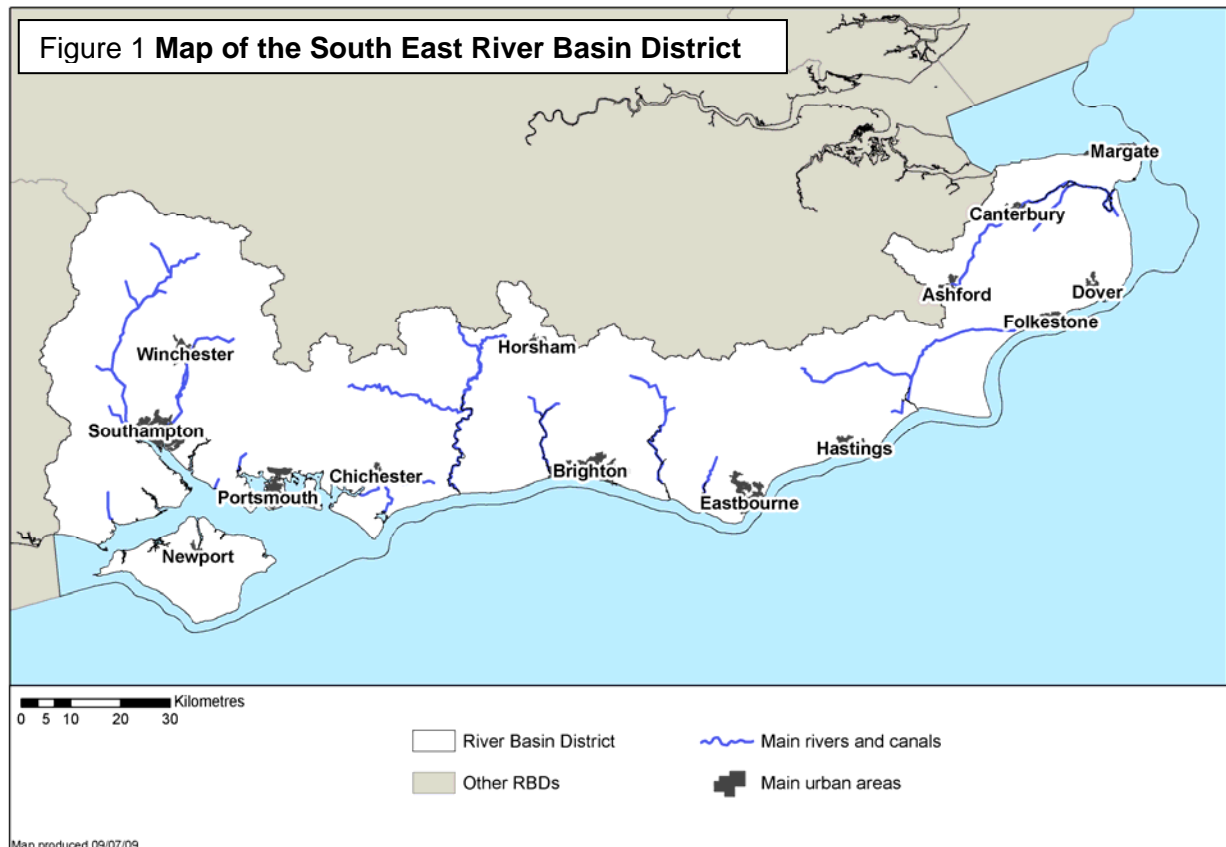 Figure 1 Map of the South East River Basin District
Margate
Canterbury
Ashford
Dover
Folkestone
Winchester
Horsham
Southampton
Hastings
Chichester
Brighton
Portsmouth
Eastbourne
Newport
Kilometres
0 5 10 20 30
River Basin District
Main rivers and canals
Other RBDs
Main urban areas
Map produced 09/07/09